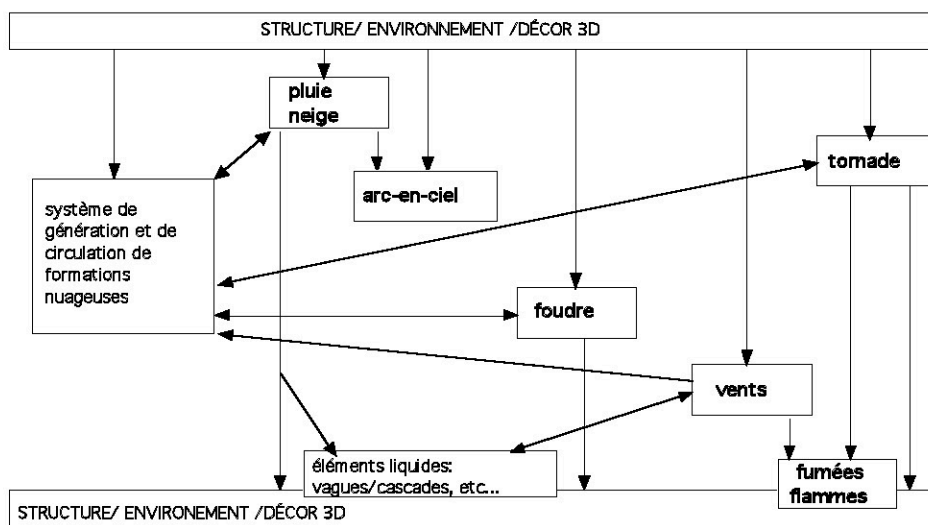 STRUCTURE/ ENVIRONNEMENT /DÉCOR 3D
pluie
neige
tornade
arc-en-ciel
système de
génération et de
circulation de
formations
nuageuses
foudre
vents
éléments liquides:
vagues/cascades, etc...
fumées
flammes
STRUCTURE/ ENVIRONEMENT /DÉCOR 3D